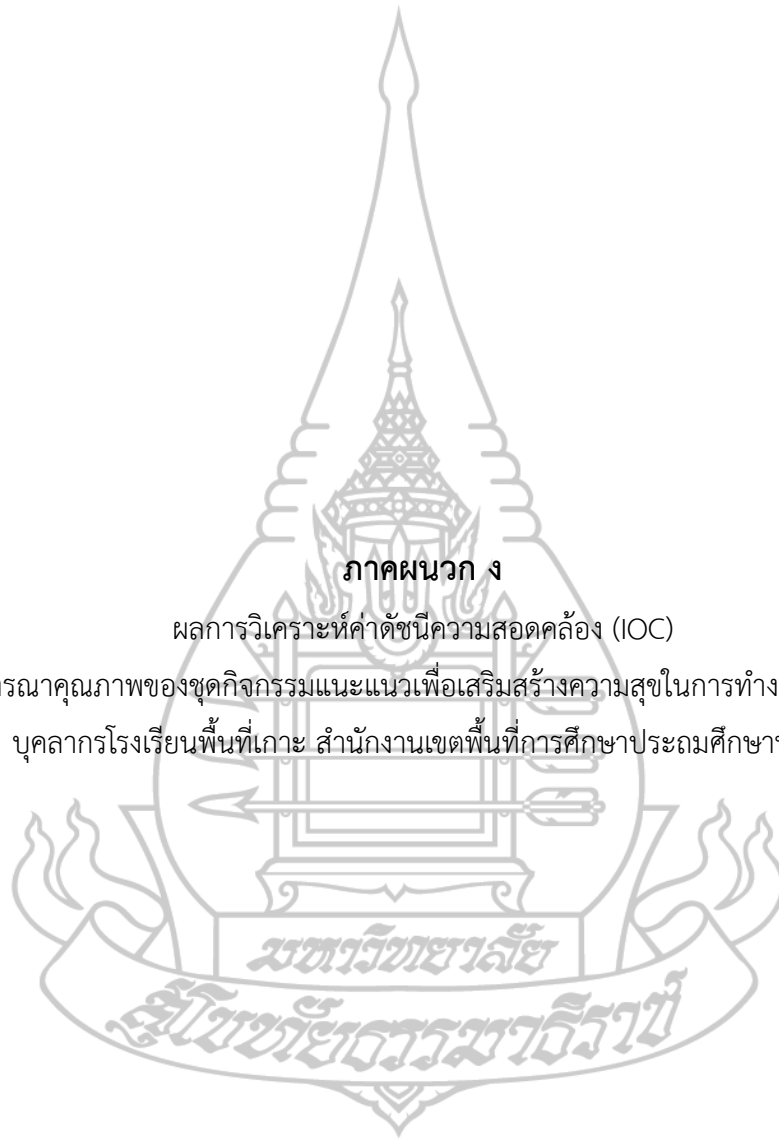 ภาคผนวก ง
ผลการวิเคราะห์ค่าดัชนีความสอดคล้อง (IOC)
รณาคุณภาพของชุดกิจกรรมแนะแนวเพื่อเสริมสร้างความสุขในการทำง
บุคลากรโรงเรียนพื้นที่เกาะ สำนักงานเขตพื้นที่การศึกษาประถมศึกษา
มหาวิทยาลัย
สุโขทัยธรรมาธิราช